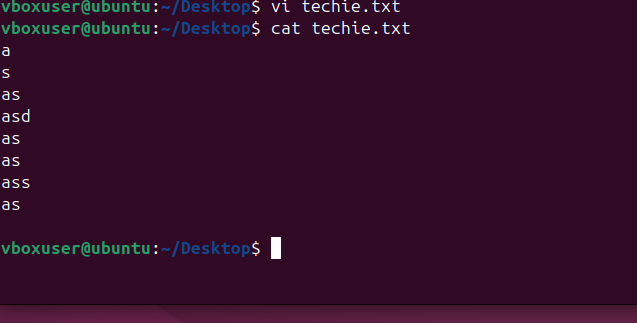 vboxuser@ubuntu:~/Desktop$ vi techie.txt
vboxuser@ubuntu:~/Desktop$ cat techie.txt
a
s
as
asd
as
as
ass
as

vboxuser@ubuntu:~/Desktop$